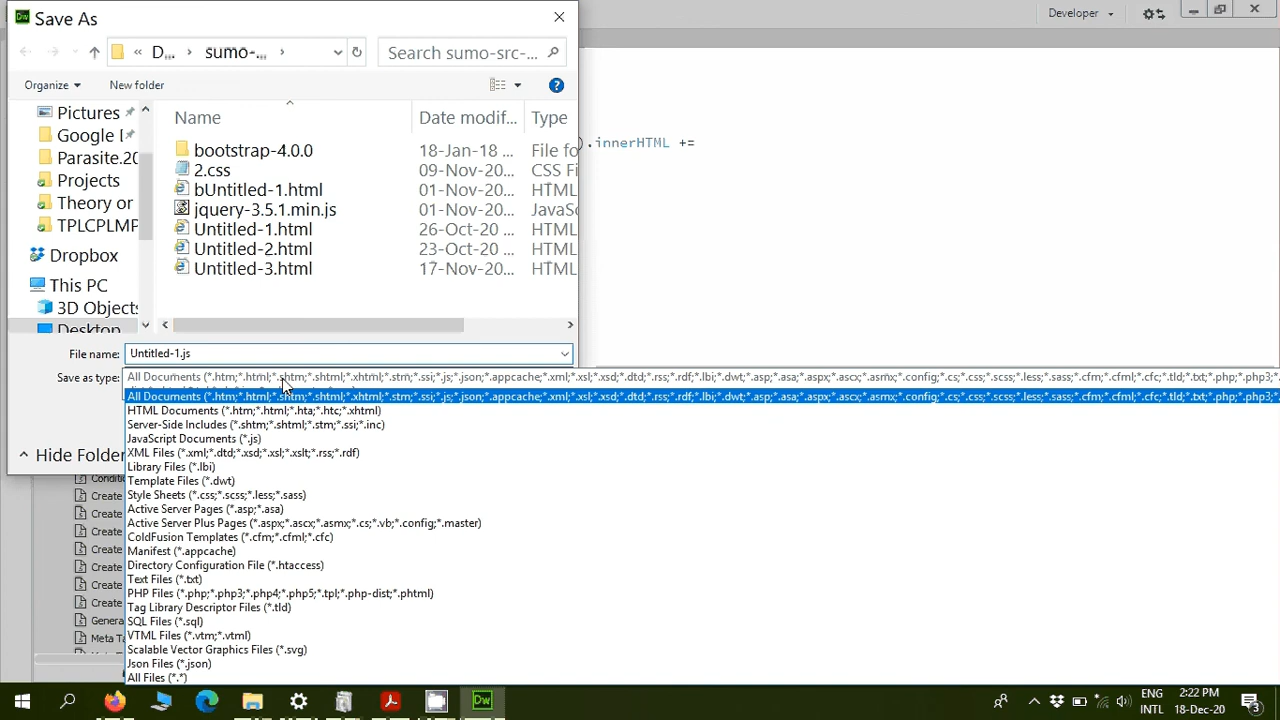 Save As
Developer
« D... › sumo-... ›
Search sumo-src-...
Organize
New folder
Name
Date modif...
Type
Pictures
Google D
Parasite.20
Projects
Theory or
TPLCPLMP
Dropbox
This PC
3D Objects
Desktop
bootstrap-4.0.0 18-Jan-18 ... File fo
2.css 09-Nov-20... CSS F
bUntitled-1.html 01-Nov-20... HTML
jquery-3.5.1.min.js 01-Nov-20... JavaSc
Untitled-1.html 26-Oct-20 ... HTML
Untitled-2.html 23-Oct-20 ... HTML
Untitled-3.html 17-Nov-20... HTML
).innerHTML +=
File name: Untitled-1.js
Save as type: All Documents (*.htm;*.html;*.shtm;*.shtml;*.xhtml;*.stm;*.ssi;*.js;*.json;*.appcache;*.xml;*.xsl;*.xsd;*.dtd;*.rss;*.rdf;*.lbi;*.dwt;*.asp;*.asa;*.aspx;*.ascx;*.asmx;*.config;*.cs;*.css;*.scss;*.less;*.sass;*.cfm;*.cfml;*.cfc;*.tld;*.txt;*.php;*.php3;*.
All Documents (*.htm;*.html;*.shtm;*.shtml;*.xhtml;*.stm;*.ssi;*.js;*.json;*.appcache;*.xml;*.xsl;*.xsd;*.dtd;*.rss;*.rdf;*.lbi;*.dwt;*.asp;*.asa;*.aspx;*.ascx;*.asmx;*.config;*.cs;*.css;*.scss;*.less;*.sass;*.cfm;*.cfml;*.cfc;*.tld;*.txt;*.php;*.php3;*.
HTML Documents (*.htm;*.html;*.hta;*.htc;*.xhtml)
Server-Side Includes (*.shtm;*.shtml;*.stm;*.ssi;*.inc)
JavaScript Documents (*.js)
XML Files (*.xml;*.dtd;*.xsd;*.xsl;*.xslt;*.rss;*.rdf)
Library Files (*.lbi)
Template Files (*.dwt)
Style Sheets (*.css;*.scss;*.less;*.sass)
Active Server Pages (*.asp;*.asa)
Active Server Plus Pages (*.aspx;*.ascx;*.asmx;*.cs;*.vb;*.config;*.master)
ColdFusion Templates (*.cfm;*.cfml;*.cfc)
Manifest (*.appcache)
Directory Configuration File (*.htaccess)
Text Files (*.txt)
PHP Files (*.php;*.php3;*.php4;*.php5;*.tpl;*.php-dist;*.phtml)
Tag Library Descriptor Files (*.tld)
SQL Files (*.sql)
VTML Files (*.vtm;*.vtml)
Scalable Vector Graphics Files (*.svg)
Json Files (*.json)
All Files (*.*)
Hide Folder
Conditi
Create
Create
Create
Create
Create
Create
Create
Genera
Meta Ta
Dw
ENG
INTL
2:22 PM
18-Dec-20
3